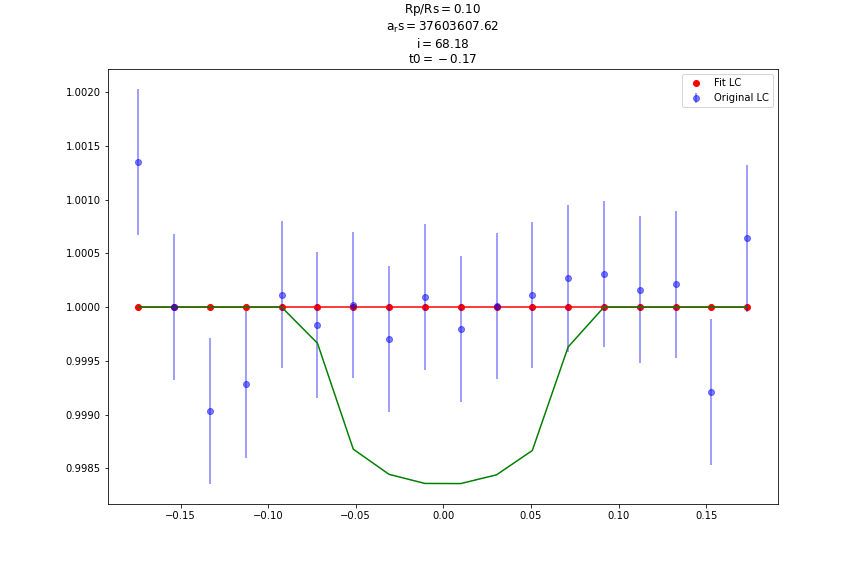 Rp/Rs = 0.10
aᵣs = 37603607.62
i = 68.18
t0 = −0.17
Fit LC
Original LC
1.0020
1.0015
1.0010
1.0005
1.0000
0.9995
0.9990
0.9985
−0.15 −0.10 −0.05 0.00 0.05 0.10 0.15